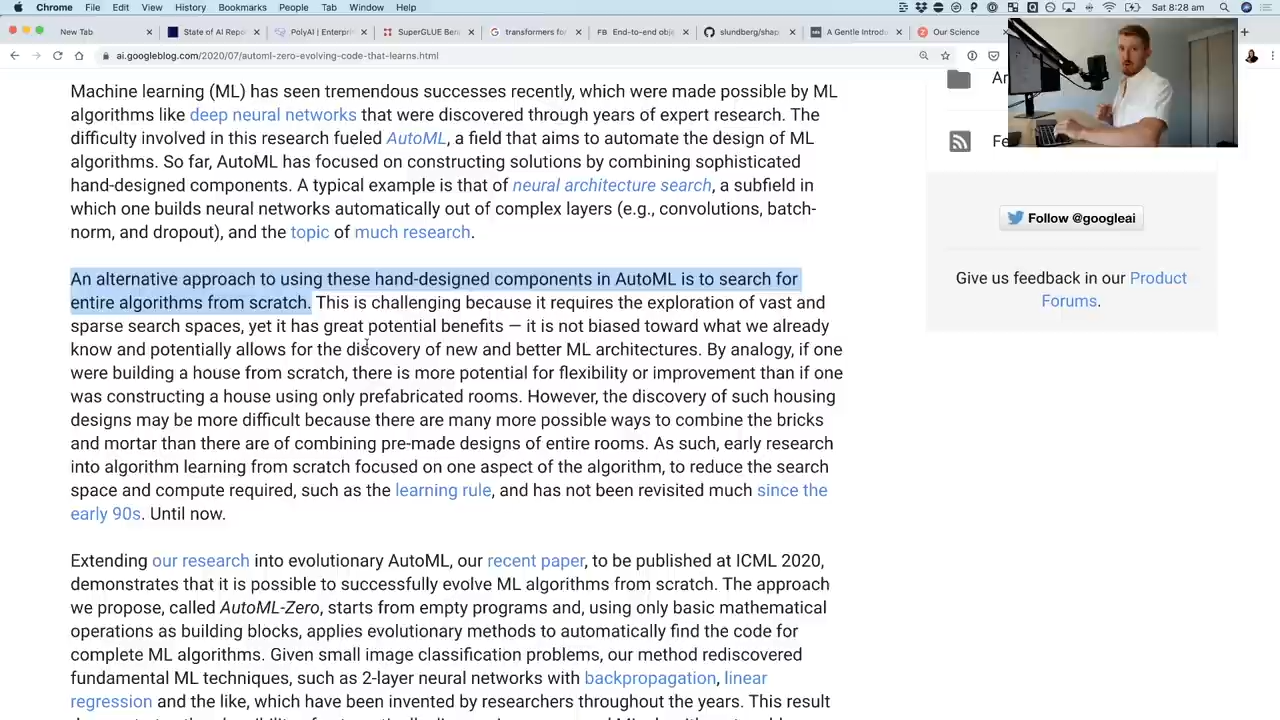 Chrome File Edit View History Bookmarks People Tab Window Help Sat 8:28 am
New Tab State of AI Repo PolyAI | Enterpri SuperGLUE Ben transformers for FB End-to-end obje slundberg/shap A Gentle Introdu Our Science
ai.googleblog.com/2020/07/automl-zero-evolving-code-that-learns.html
Machine learning (ML) has seen tremendous successes recently, which were made possible by ML
algorithms like deep neural networks that were discovered through years of expert research. The
difficulty involved in this research fueled AutoML, a field that aims to automate the design of ML
algorithms. So far, AutoML has focused on constructing solutions by combining sophisticated
hand-designed components. A typical example is that of neural architecture search, a subfield in
which one builds neural networks automatically out of complex layers (e.g., convolutions, batch-
norm, and dropout), and the topic of much research.
An alternative approach to using these hand-designed components in AutoML is to search for
entire algorithms from scratch. This is challenging because it requires the exploration of vast and
sparse search spaces, yet it has great potential benefits — it is not biased toward what we already
know and potentially allows for the discovery of new and better ML architectures. By analogy, if one
were building a house from scratch, there is more potential for flexibility or improvement than if one
was constructing a house using only prefabricated rooms. However, the discovery of such housing
designs may be more difficult because there are many more possible ways to combine the bricks
and mortar than there are of combining pre-made designs of entire rooms. As such, early research
into algorithm learning from scratch focused on one aspect of the algorithm, to reduce the search
space and compute required, such as the learning rule, and has not been revisited much since the
early 90s. Until now.
Extending our research into evolutionary AutoML, our recent paper, to be published at ICML 2020,
demonstrates that it is possible to successfully evolve ML algorithms from scratch. The approach
we propose, called AutoML-Zero, starts from empty programs and, using only basic mathematical
operations as building blocks, applies evolutionary methods to automatically find the code for
complete ML algorithms. Given small image classification problems, our method rediscovered
fundamental ML techniques, such as 2-layer neural networks with backpropagation, linear
regression and the like, which have been invented by researchers throughout the years. This result
Ar
Fe
Follow @googleai
Give us feedback in our Product
Forums.